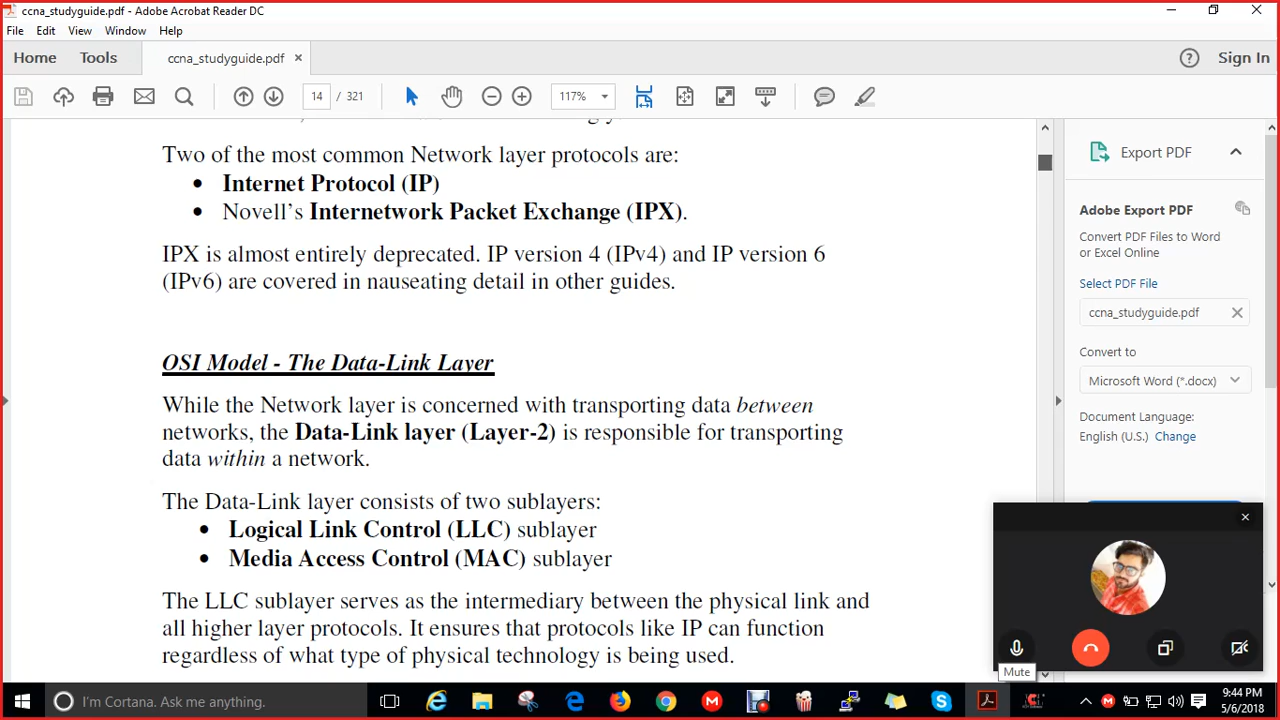 ccna_studyguide.pdf - Adobe Acrobat Reader DC
File Edit View Window Help
Home Tools ccna_studyguide.pdf × Sign In
14 / 321 117%
Two of the most common Network layer protocols are:
• Internet Protocol (IP)
• Novell’s Internetwork Packet Exchange (IPX).
IPX is almost entirely deprecated. IP version 4 (IPv4) and IP version 6
(IPv6) are covered in nauseating detail in other guides.
OSI Model - The Data-Link Layer
While the Network layer is concerned with transporting data between
networks, the Data-Link layer (Layer-2) is responsible for transporting
data within a network.
The Data-Link layer consists of two sublayers:
• Logical Link Control (LLC) sublayer
• Media Access Control (MAC) sublayer
The LLC sublayer serves as the intermediary between the physical link and
all higher layer protocols. It ensures that protocols like IP can function
regardless of what type of physical technology is being used.
Export PDF
Adobe Export PDF
Convert PDF Files to Word
or Excel Online
Select PDF File
ccna_studyguide.pdf
Convert to
Microsoft Word (*.docx)
Document Language:
English (U.S.) Change
Mute
I'm Cortana. Ask me anything.
9:44 PM
5/6/2018